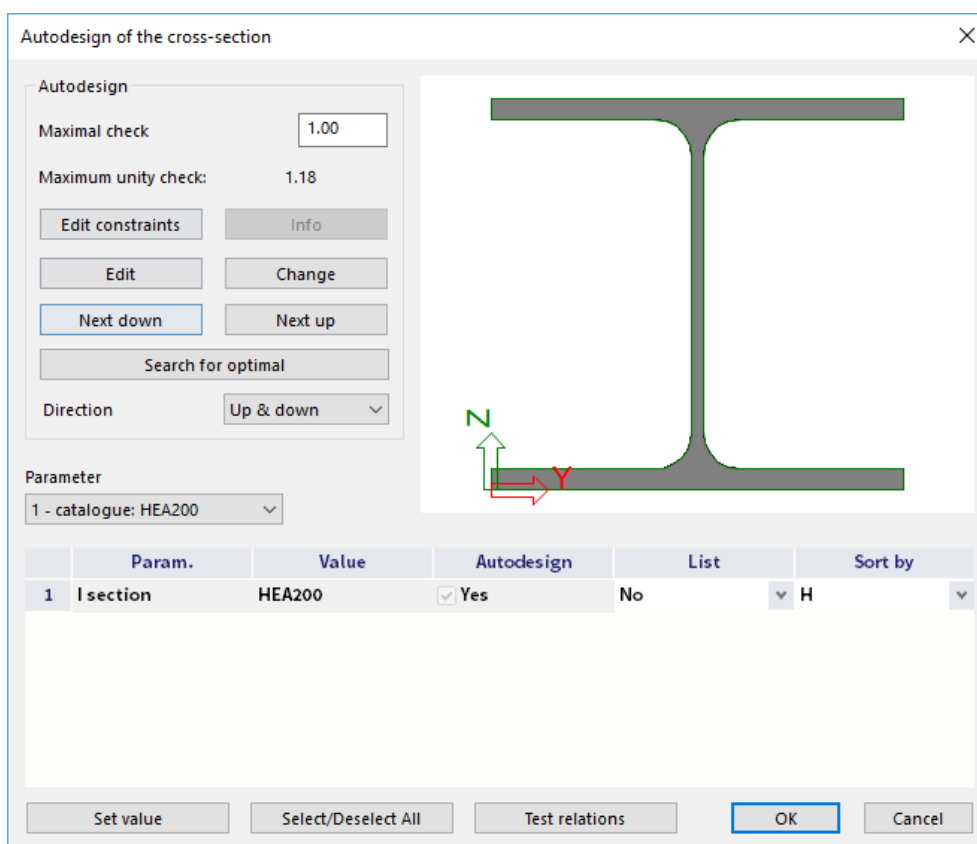 Autodesign of the cross-section
Autodesign
Maximal check 1.00
Maximum unity check: 1.18
Edit constraints Info
Edit Change
Next down Next up
Search for optimal
Direction Up & down
Z
Y
Parameter
1 - catalogue: HEA200
Param. Value Autodesign List Sort by
1 I section HEA200 Yes No H
Set value Select/Deselect All Test relations OK Cancel